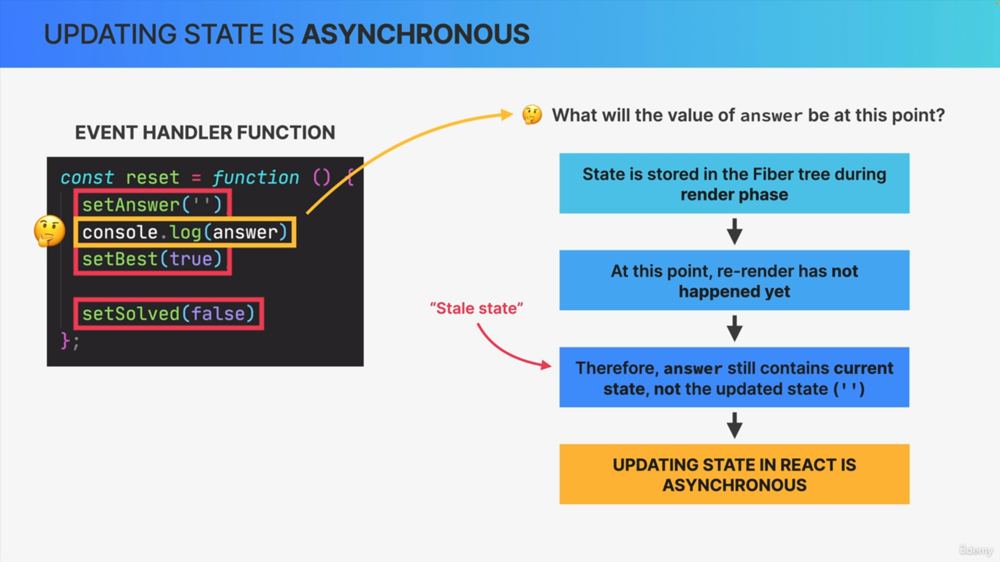 UPDATING STATE IS ASYNCHRONOUS
EVENT HANDLER FUNCTION
const reset = function () {
setAnswer('')
console.log(answer)
setBest(true)
setSolved(false)
};
What will the value of answer be at this point?
State is stored in the Fiber tree during
render phase
At this point, re-render has not
happened yet
“Stale state”
Therefore, answer still contains current
state, not the updated state ('')
UPDATING STATE IN REACT IS
ASYNCHRONOUS
ûdemy